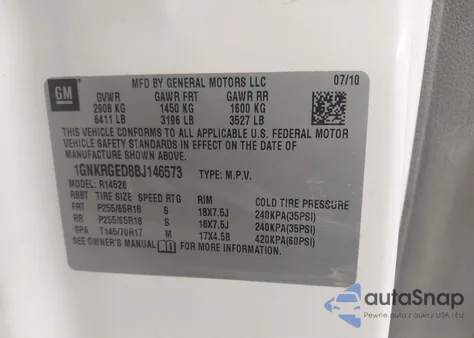 GM
MFD BY GENERAL MOTORS LLC 07/10
GVWR GAWR FRT GAWR RR
2908 KG 1450 KG 1600 KG
6411 LB 3196 LB 3527 LB
THIS VEHICLE CONFORMS TO ALL APPLICABLE U.S. FEDERAL MOTOR
VEHICLE SAFETY STANDARDS IN EFFECT ON THE DATE OF
MANUFACTURE SHOWN ABOVE.
1GNKRGED8BJ146573 TYPE: M.P.V.
MODEL: R14526
RBBT TIRE SIZE SPEED RTG RIM COLD TIRE PRESSURE
FRT P255/65R18 S 18X7.5J 240KPA(35PSI)
RR P255/65R18 S 18X7.5J 240KPA(35PSI)
SPA T145/70R17 M 17X4.5B 420KPA(60PSI)
SEE OWNER'S MANUAL FOR MORE INFORMATION.
autaSnap
Pewne auta z aukcji USA i EU